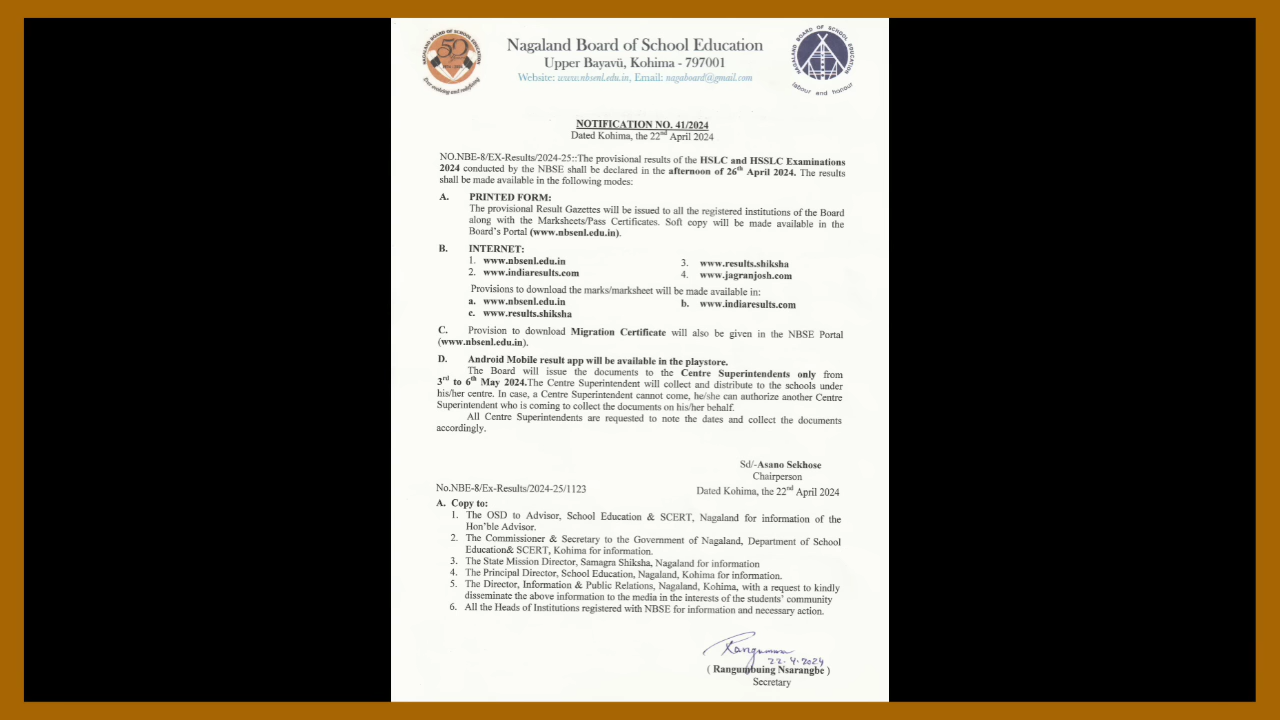 NAGALAND BOARD OF SCHOOL EDUCATION
50
Ever evolving and redefining
Nagaland Board of School Education
Upper Bayavü, Kohima - 797001
Website: www.nbsenl.edu.in, Email: nagaboard@gmail.com
NAGALAND BOARD OF SCHOOL EDUCATION
labour and honour
NOTIFICATION NO. 41/2024
Dated Kohima, the 22nd April 2024
NO.NBE-8/EX-Results/2024-25::The provisional results of the HSLC and HSSLC Examinations
2024 conducted by the NBSE shall be declared in the afternoon of 26th April 2024. The results
shall be made available in the following modes:
A. PRINTED FORM:
The provisional Result Gazettes will be issued to all the registered institutions of the Board
along with the Marksheets/Pass Certificates. Soft copy will be made available in the
Board's Portal (www.nbsenl.edu.in).
B. INTERNET:
1. www.nbsenl.edu.in 3. www.results.shiksha
2. www.indiaresults.com 4. www.jagranjosh.com
Provisions to download the marks/marksheet will be made available in:
a. www.nbsenl.edu.in b. www.indiaresults.com
c. www.results.shiksha
C. Provision to download Migration Certificate will also be given in the NBSE Portal
(www.nbsenl.edu.in).
D. Android Mobile result app will be available in the playstore.
The Board will issue the documents to the Centre Superintendents only from
3rd to 6th May 2024.The Centre Superintendent will collect and distribute to the schools under
his/her centre. In case, a Centre Superintendent cannot come, he/she can authorize another Centre
Superintendent who is coming to collect the documents on his/her behalf.
All Centre Superintendents are requested to note the dates and collect the documents
accordingly.
Sd/-Asano Sekhose
Chairperson
No.NBE-8/Ex-Results/2024-25/1123 Dated Kohima, the 22nd April 2024
A. Copy to:
1. The OSD to Advisor, School Education & SCERT, Nagaland for information of the
Hon'ble Advisor.
2. The Commissioner & Secretary to the Government of Nagaland, Department of School
Education& SCERT, Kohima for information.
3. The State Mission Director, Samagra Shiksha, Nagaland for information
4. The Principal Director, School Education, Nagaland, Kohima for information.
5. The Director, Information & Public Relations, Nagaland, Kohima, with a request to kindly
disseminate the above information to the media in the interests of the students' community
6. All the Heads of Institutions registered with NBSE for information and necessary action.
22.4.2024
( Rangumbuing Nsarangbe )
Secretary